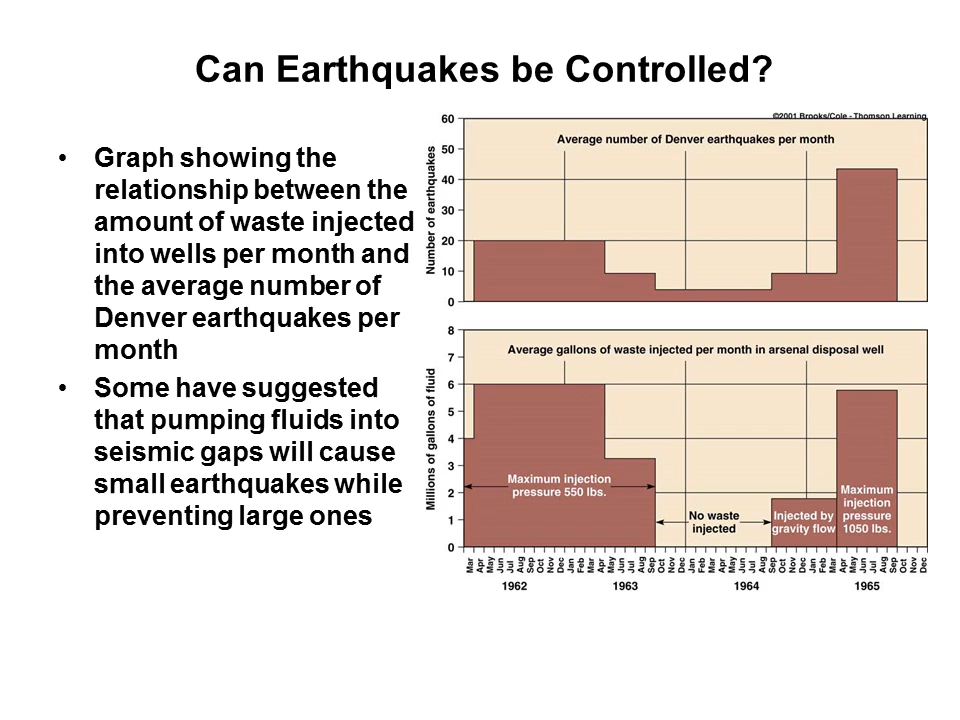 Can Earthquakes be Controlled?
• Graph showing the
relationship between the
amount of waste injected
into wells per month and
the average number of
Denver earthquakes per
month
• Some have suggested
that pumping fluids into
seismic gaps will cause
small earthquakes while
preventing large ones
©2001 Brooks/Cole - Thomson Learning
Average number of Denver earthquakes per month
Number of earthquakes
60
50
40
30
20
10
0
Average gallons of waste injected per month in arsenal disposal well
Millions of gallons of fluid
8
7
6
5
4
3
2
1
0
Maximum injection
pressure 550 lbs.
No waste
injected
Injected by
gravity flow
Maximum
injection
pressure
1050 lbs.
Mar Apr May Jun Jul Aug Sep Oct Nov Dec Jan Feb Mar Apr May Jun Jul Aug Sep Oct Nov Dec Jan Feb Mar Apr May Jun Jul Aug Sep Oct Nov Dec Jan Feb Mar Apr May Jun Jul Aug Sep Oct Nov Dec
1962 1963 1964 1965